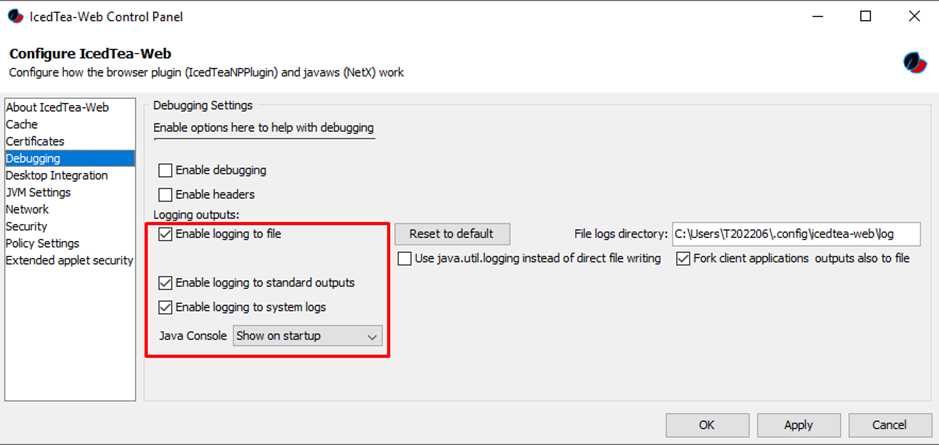 IcedTea-Web Control Panel
Configure IcedTea-Web
Configure how the browser plugin (IcedTeaNPPlugin) and javaws (NetX) work
About IcedTea-Web
Cache
Certificates
Debugging
Desktop Integration
JVM Settings
Network
Security
Policy Settings
Extended applet security
Debugging Settings
Enable options here to help with debugging
Enable debugging
Enable headers
Logging outputs:
Enable logging to file
Reset to default
File logs directory: C:\Users\T202206\.config\icedtea-web\log
Use java.util.logging instead of direct file writing
Fork client applications outputs also to file
Enable logging to standard outputs
Enable logging to system logs
Java Console Show on startup
OK
Apply
Cancel